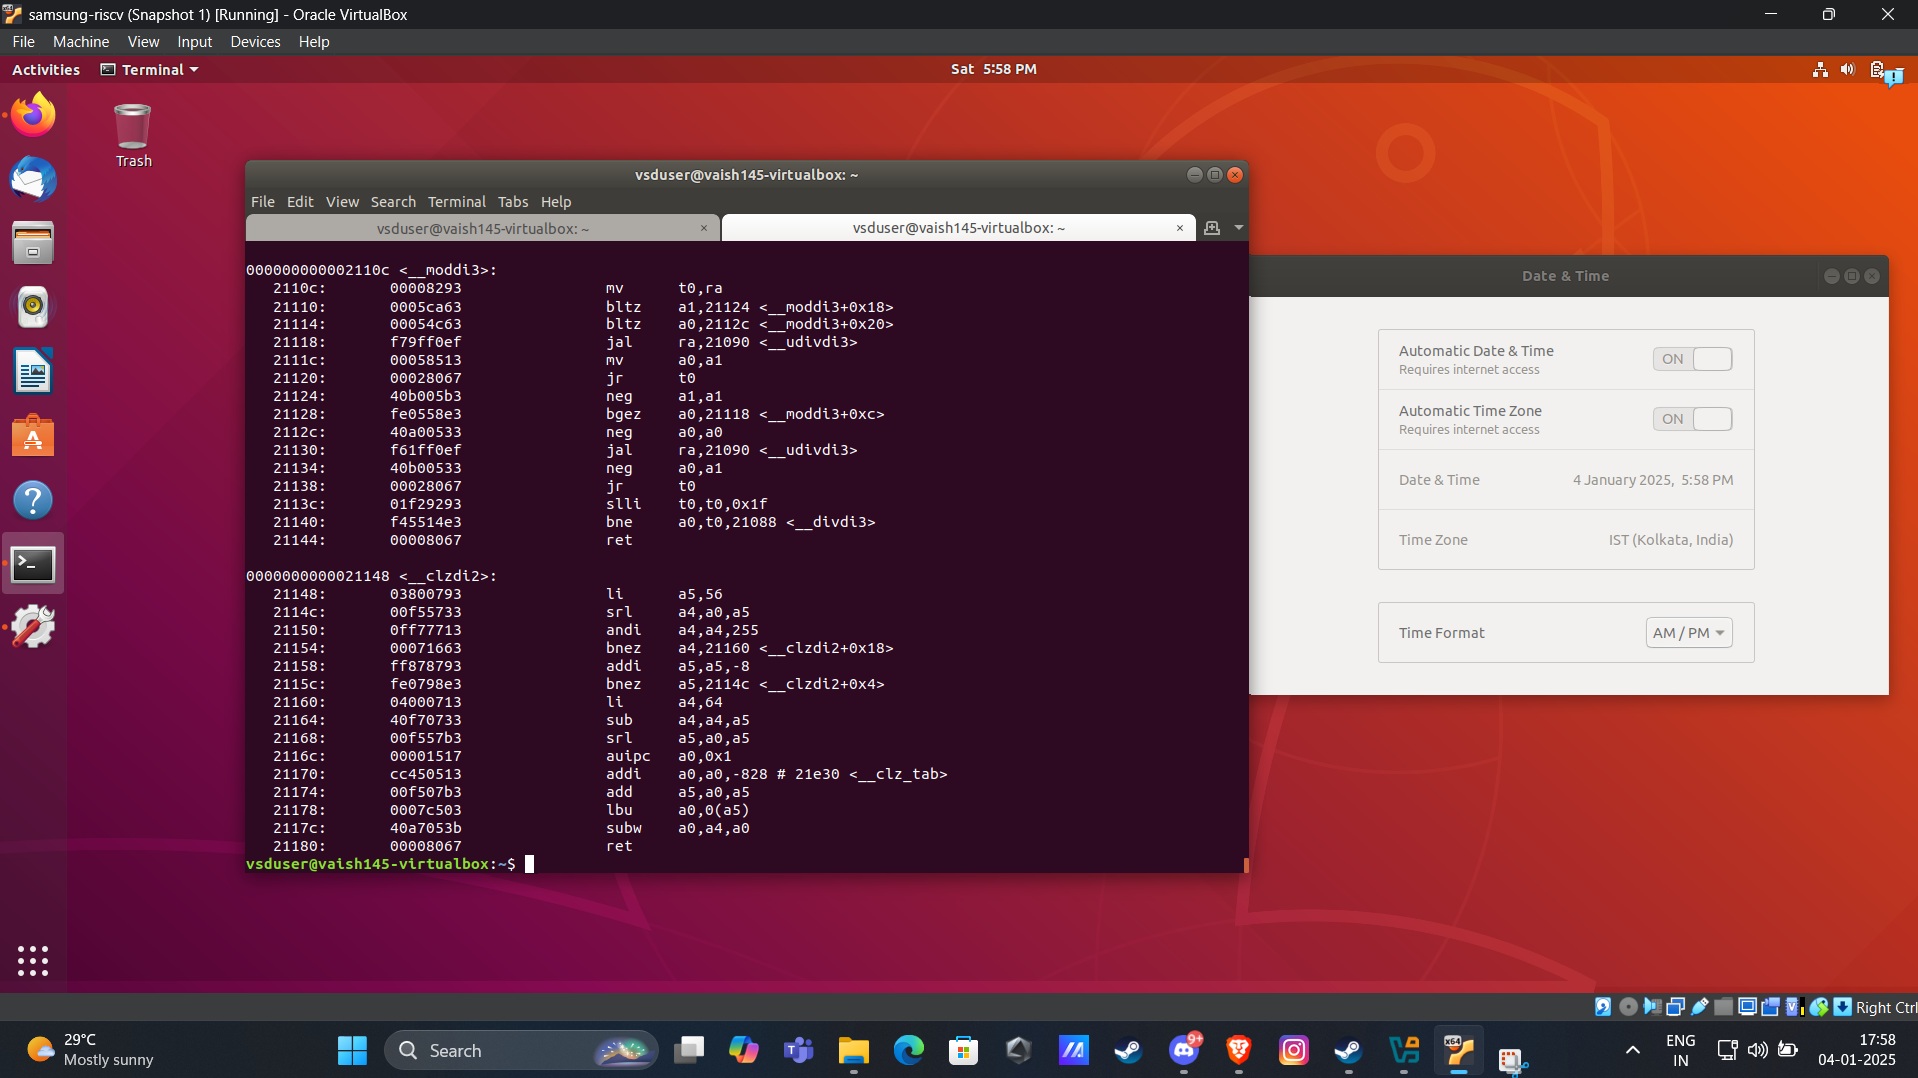 samsung-riscv (Snapshot 1) [Running] - Oracle VirtualBox
File Machine View Input Devices Help
Activities Terminal Sat 5:58 PM
Trash
vsduser@vaish145-virtualbox: ~
File Edit View Search Terminal Tabs Help
vsduser@vaish145-virtualbox: ~ × vsduser@vaish145-virtualbox: ~ ×
000000000002110c <__moddi3>:
2110c: 00008293 mv t0,ra
21110: 0005ca63 bltz a1,21124 <__moddi3+0x18>
21114: 00054c63 bltz a0,2112c <__moddi3+0x20>
21118: f79ff0ef jal ra,21090 <__udivdi3>
2111c: 00058513 mv a0,a1
21120: 00028067 jr t0
21124: 40b005b3 neg a1,a1
21128: fe0558e3 bgez a0,21118 <__moddi3+0xc>
2112c: 40a00533 neg a0,a0
21130: f61ff0ef jal ra,21090 <__udivdi3>
21134: 40b00533 neg a0,a1
21138: 00028067 jr t0
2113c: 01f29293 slli t0,t0,0x1f
21140: f45514e3 bne a0,t0,21088 <__divdi3>
21144: 00008067 ret
0000000000021148 <__clzdi2>:
21148: 03800793 li a5,56
2114c: 00f55733 srl a4,a0,a5
21150: 0ff77713 andi a4,a4,255
21154: 00071663 bnez a4,21160 <__clzdi2+0x18>
21158: ff878793 addi a5,a5,-8
2115c: fe0798e3 bnez a5,2114c <__clzdi2+0x4>
21160: 04000713 li a4,64
21164: 40f70733 sub a4,a4,a5
21168: 00f557b3 srl a5,a0,a5
2116c: 00001517 auipc a0,0x1
21170: cc450513 addi a0,a0,-828 # 21e30 <__clz_tab>
21174: 00f507b3 add a5,a0,a5
21178: 0007c503 lbu a0,0(a5)
2117c: 40a7053b subw a0,a4,a0
21180: 00008067 ret
vsduser@vaish145-virtualbox:~$
Date & Time
Automatic Date & Time
Requires internet access
ON
Automatic Time Zone
Requires internet access
ON
Date & Time 4 January 2025, 5:58 PM
Time Zone IST (Kolkata, India)
Time Format AM / PM
Right Ctrl
29°C
Mostly sunny
Search
9+
x64
ENG
IN
17:58
04-01-2025